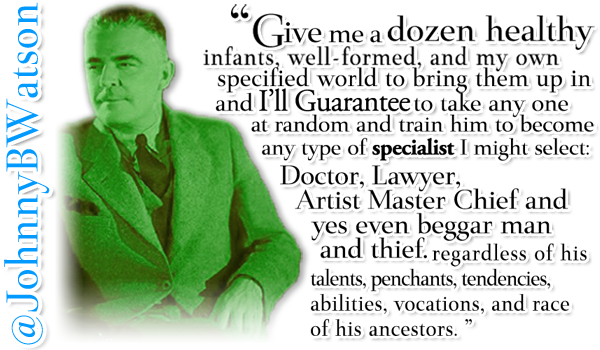 @JohnnyBWatson
“Give me a dozen healthy
infants, well-formed, and my own
specified world to bring them up in
and I'll Guarantee to take any one
at random and train him to become
any type of specialist I might select:
Doctor, Lawyer,
Artist Master Chief and
yes even beggar man
and thief. regardless of his
talents, penchants, tendencies,
abilities, vocations, and race
of his ancestors. ”